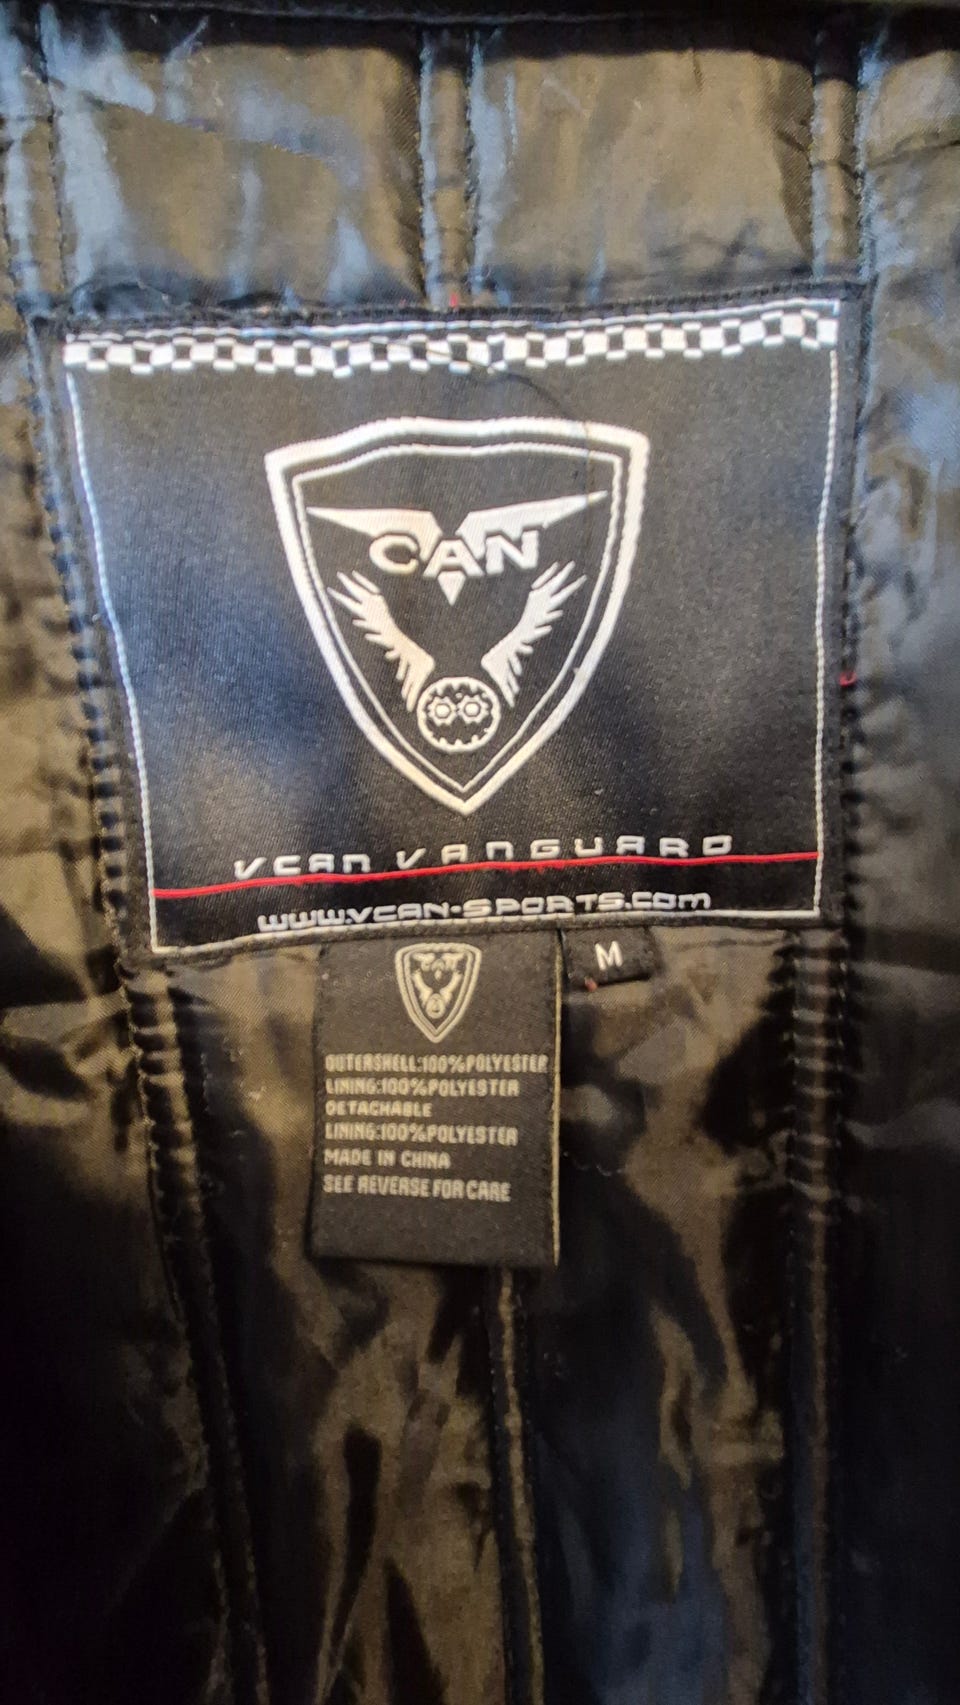 CAN
VCAN VANGUARD
WWW.VCAN-SPORTS.COM
M
OUTERSHELL:100%POLYESTER
LINING:100%POLYESTER
DETACHABLE
LINING:100%POLYESTER
MADE IN CHINA
SEE REVERSE FOR CARE